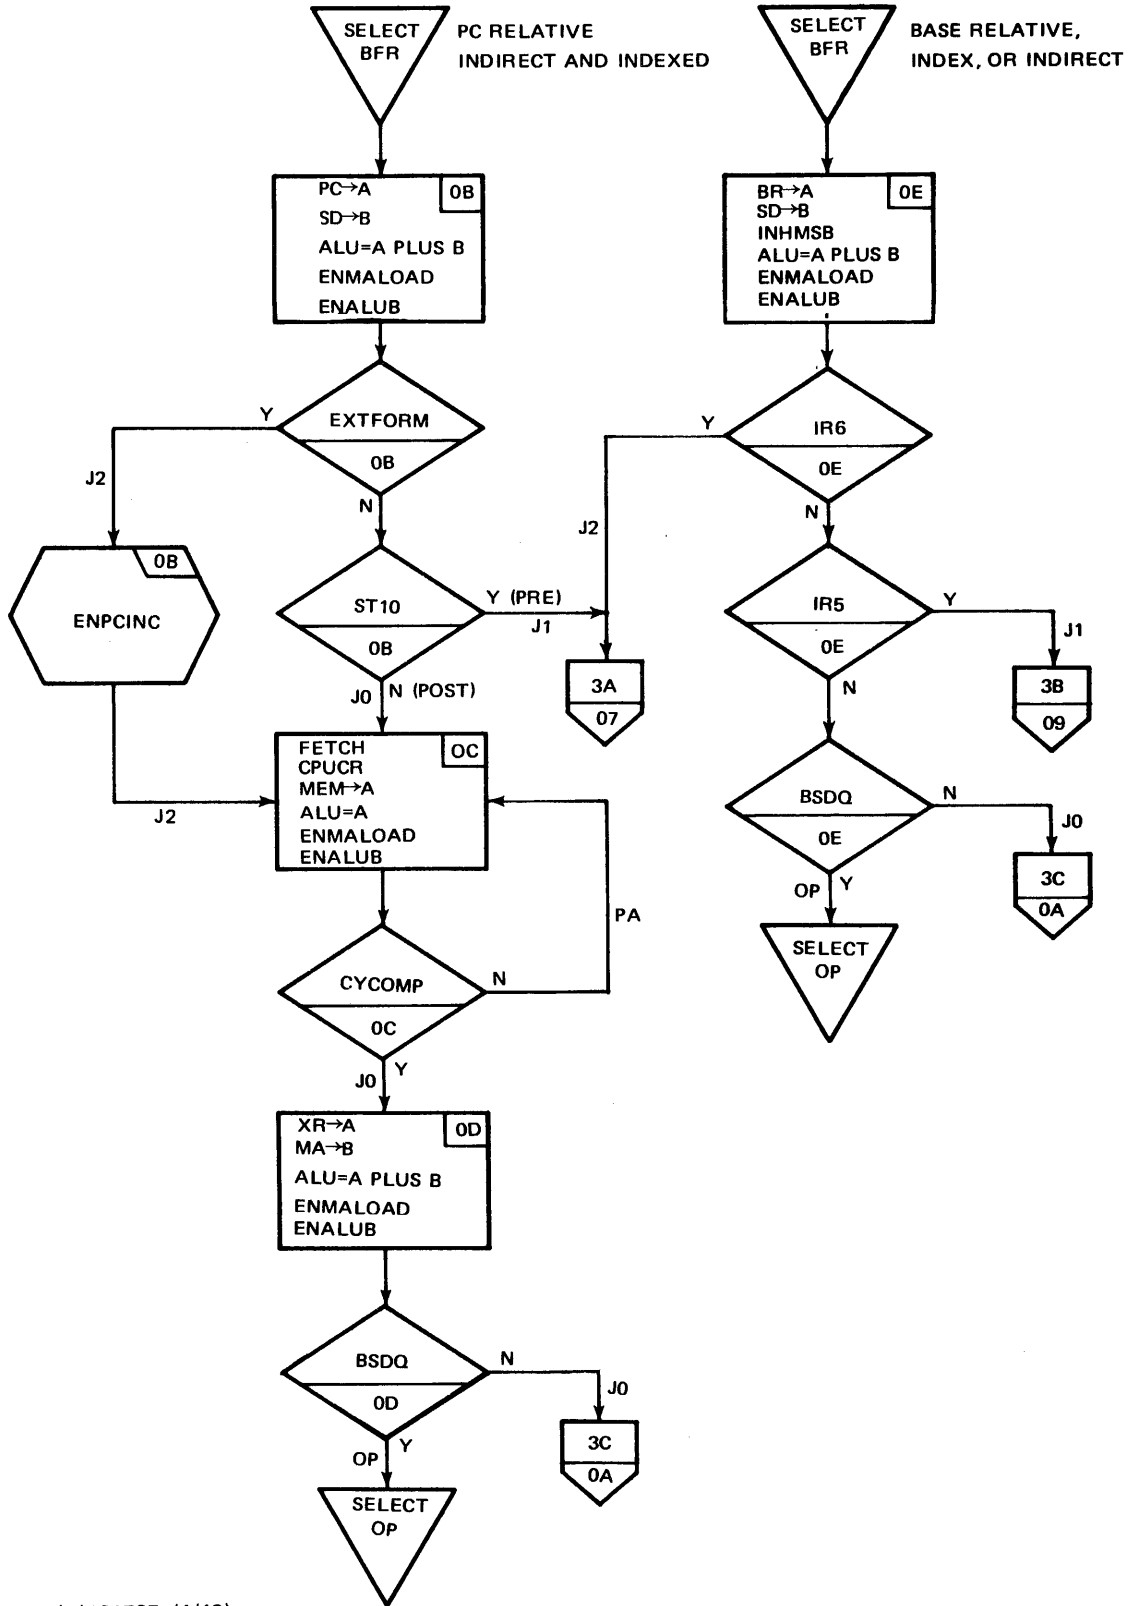 SELECT
BFR
PC RELATIVE
INDIRECT AND INDEXED
PC→A
0B
SD→B
ALU=A PLUS B
ENMALOAD
ENALUB
EXTFORM
0B
Y
N
J2
0B
ENPCINC
J2
ST10
0B
Y (PRE)
J1
J0
N (POST)
3A
07
FETCH
0C
CPUCR
MEM→A
ALU=A
ENMALOAD
ENALUB
CYCOMP
0C
N
PA
J0
Y
XR→A
0D
MA→B
ALU=A PLUS B
ENMALOAD
ENALUB
BSDQ
0D
N
J0
3C
0A
OP
Y
SELECT
OP
SELECT
BFR
BASE RELATIVE,
INDEX, OR INDIRECT
BR→A
0E
SD→B
INHMSB
ALU=A PLUS B
ENMALOAD
ENALUB
IR6
0E
Y
J2
N
IR5
0E
Y
J1
3B
09
N
BSDQ
0E
N
J0
3C
0A
OP
Y
SELECT
OP